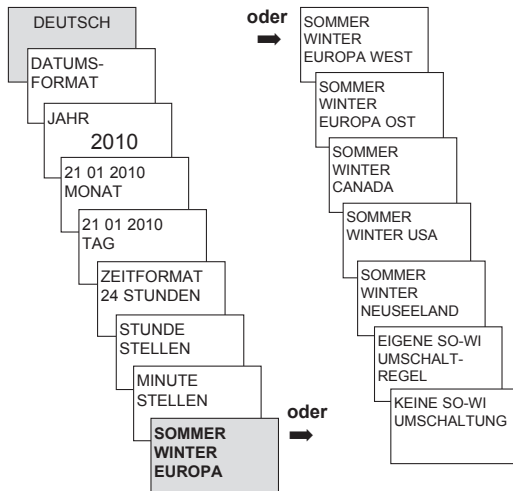 DEUTSCH
DATUMS-
FORMAT
JAHR
2010
21 01 2010
MONAT
21 01 2010
TAG
ZEITFORMAT
24 STUNDEN
STUNDE
STELLEN
MINUTE
STELLEN
SOMMER
WINTER
EUROPA
oder
oder
SOMMER
WINTER
EUROPA WEST
SOMMER
WINTER
EUROPA OST
SOMMER
WINTER
CANADA
SOMMER
WINTER USA
SOMMER
WINTER
NEUSEELAND
EIGENE SO-WI
UMSCHALT-
REGEL
KEINE SO-WI
UMSCHALTUNG